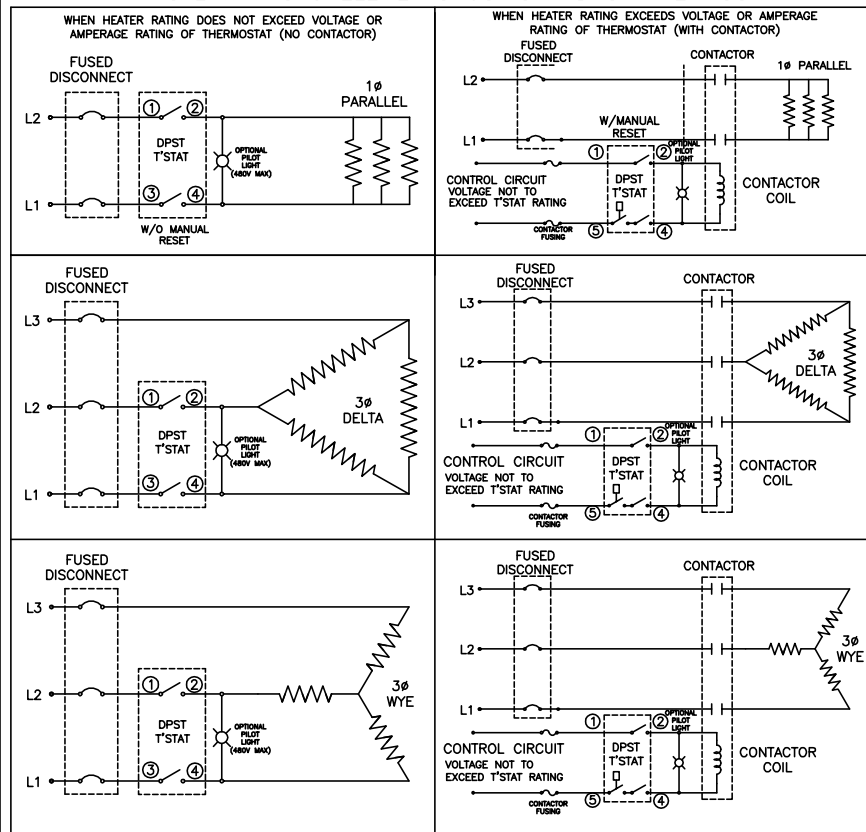 WHEN HEATER RATING DOES NOT EXCEED VOLTAGE OR
AMPERAGE RATING OF THERMOSTAT (NO CONTACTOR)
FUSED
DISCONNECT
1ø
PARALLEL
L2
① ②
DPST
T'STAT
OPTIONAL
PILOT
LIGHT
(480V MAX)
③ ④
L1
W/O MANUAL
RESET
WHEN HEATER RATING EXCEEDS VOLTAGE OR AMPERAGE
RATING OF THERMOSTAT (WITH CONTACTOR)
FUSED
DISCONNECT
CONTACTOR
1ø PARALLEL
L2
W/MANUAL
RESET
L1
① ②
OPTIONAL
PILOT
LIGHT
DPST
T'STAT
CONTROL CIRCUIT
VOLTAGE NOT TO
EXCEED T'STAT RATING
CONTACTOR
COIL
CONTACTOR
FUSING
⑤ ④
FUSED
DISCONNECT
L3
L2
① ②
3ø
DELTA
DPST
T'STAT
OPTIONAL
PILOT
LIGHT
(480V MAX)
③ ④
L1
FUSED
DISCONNECT
CONTACTOR
L3
L2
3ø
DELTA
L1
① ②
OPTIONAL
PILOT
LIGHT
CONTROL CIRCUIT
VOLTAGE NOT TO
EXCEED T'STAT RATING
DPST
T'STAT
CONTACTOR
COIL
CONTACTOR
FUSING
⑤ ④
FUSED
DISCONNECT
L3
L2
① ②
3ø
WYE
DPST
T'STAT
OPTIONAL
PILOT
LIGHT
(480V MAX)
③ ④
L1
FUSED
DISCONNECT
CONTACTOR
L3
L2
3ø
WYE
L1
① ②
OPTIONAL
PILOT
LIGHT
CONTROL CIRCUIT
VOLTAGE NOT TO
EXCEED T'STAT RATING
DPST
T'STAT
CONTACTOR
COIL
CONTACTOR
FUSING
⑤ ④